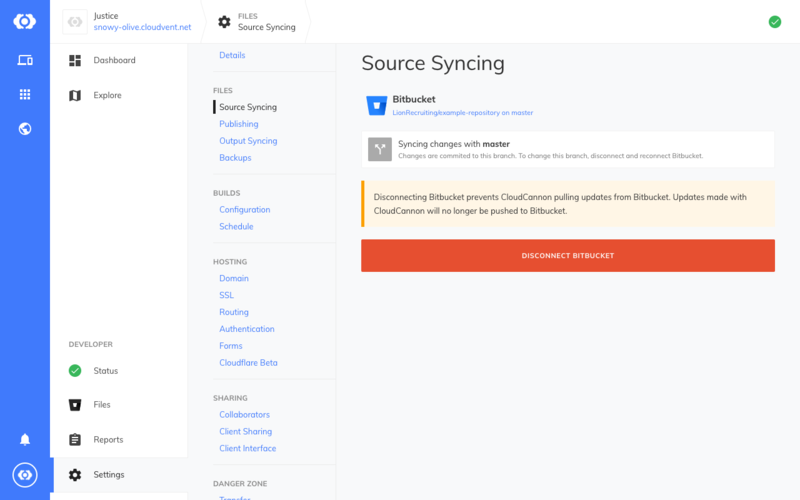 Justice
snowy-olive.cloudvent.net
FILES
Source Syncing
Dashboard
Explore
DEVELOPER
Status
Files
Reports
Settings
Details
FILES
Source Syncing
Publishing
Output Syncing
Backups
BUILDS
Configuration
Schedule
HOSTING
Domain
SSL
Routing
Authentication
Forms
Cloudflare Beta
SHARING
Collaborators
Client Sharing
Client Interface
DANGER ZONE
Transfer
Source Syncing
Bitbucket
LionRecruiting/example-repository on master
Syncing changes with master
Changes are commited to this branch. To change this branch, disconnect and reconnect Bitbucket.
Disconnecting Bitbucket prevents CloudCannon pulling updates from Bitbucket. Updates made with
CloudCannon will no longer be pushed to Bitbucket.
DISCONNECT BITBUCKET